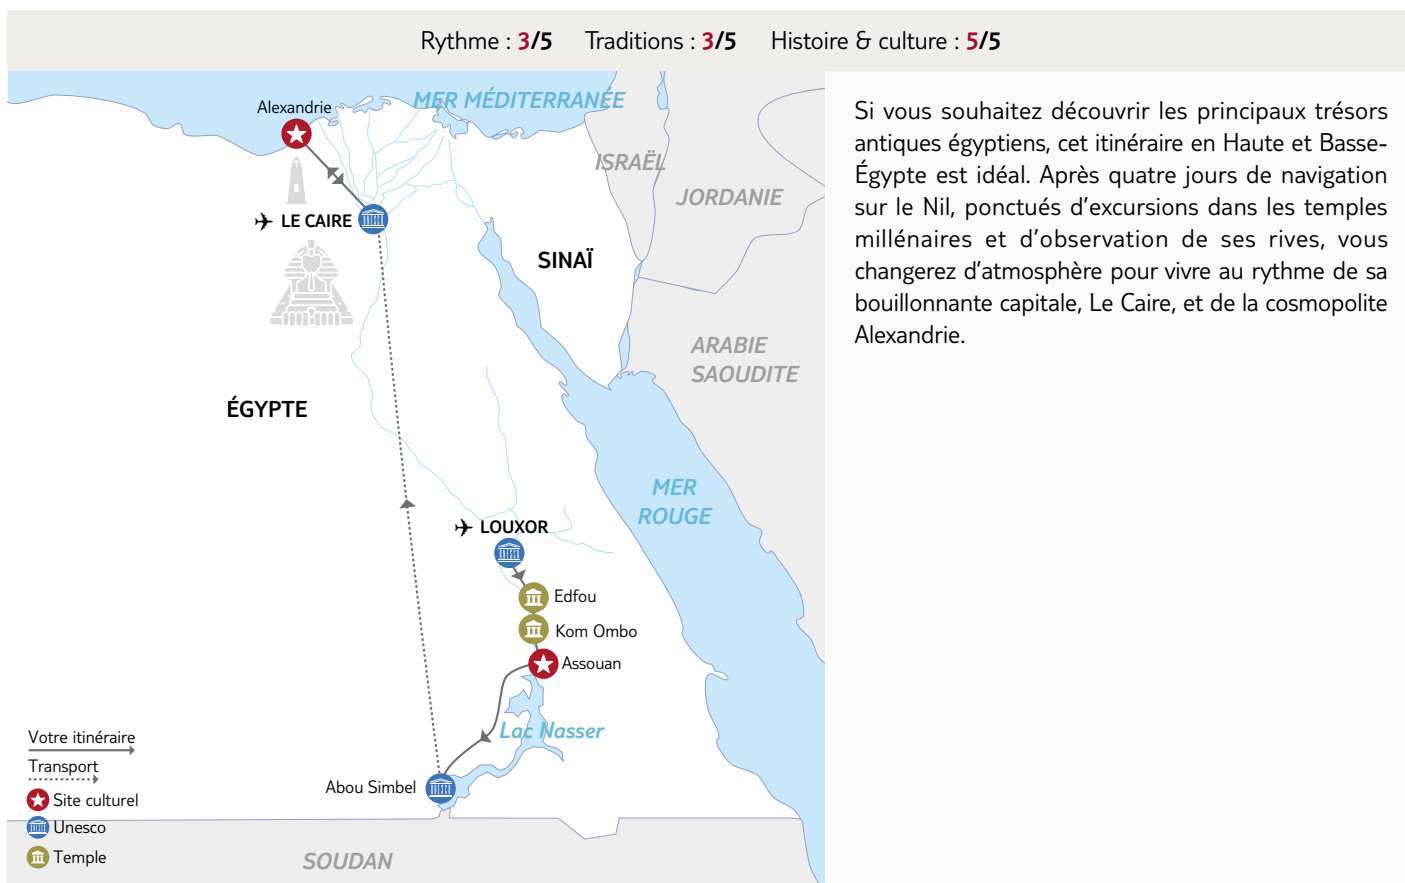 Rythme : 3/5 Traditions : 3/5 Histoire & culture : 5/5
Alexandrie
MER MÉDITERRANÉE
ISRAËL
JORDANIE
LE CAIRE
SINAÏ
ARABIE
SAOUDITE
ÉGYPTE
MER
ROUGE
LOUXOR
Edfou
Kom Ombo
Assouan
Lac Nasser
Abou Simbel
SOUDAN
Votre itinéraire
Transport
Site culturel
Unesco
Temple
Si vous souhaitez découvrir les principaux trésors
antiques égyptiens, cet itinéraire en Haute et Basse-
Égypte est idéal. Après quatre jours de navigation
sur le Nil, ponctués d’excursions dans les temples
millénaires et d’observation de ses rives, vous
changerez d’atmosphère pour vivre au rythme de sa
bouillonnante capitale, Le Caire, et de la cosmopolite
Alexandrie.